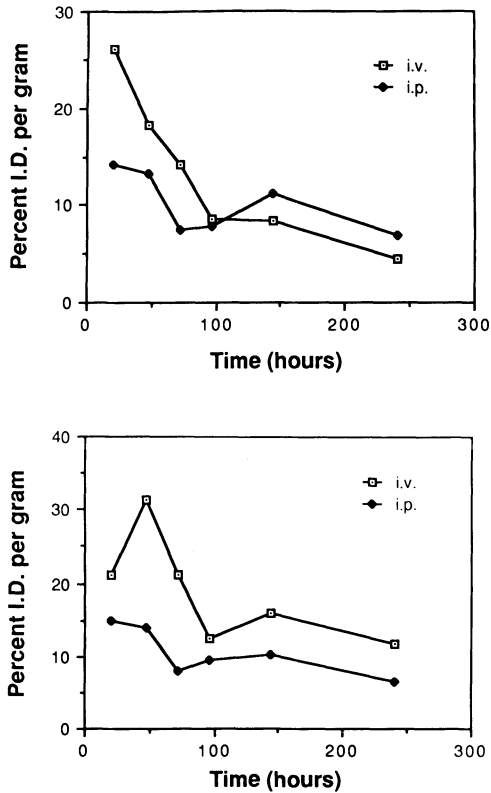 30
20
10
0
Percent I.D. per gram
i.v.
i.p.
0 100 200 300
Time (hours)
40
30
20
10
0
Percent I.D. per gram
i.v.
i.p.
0 100 200 300
Time (hours)